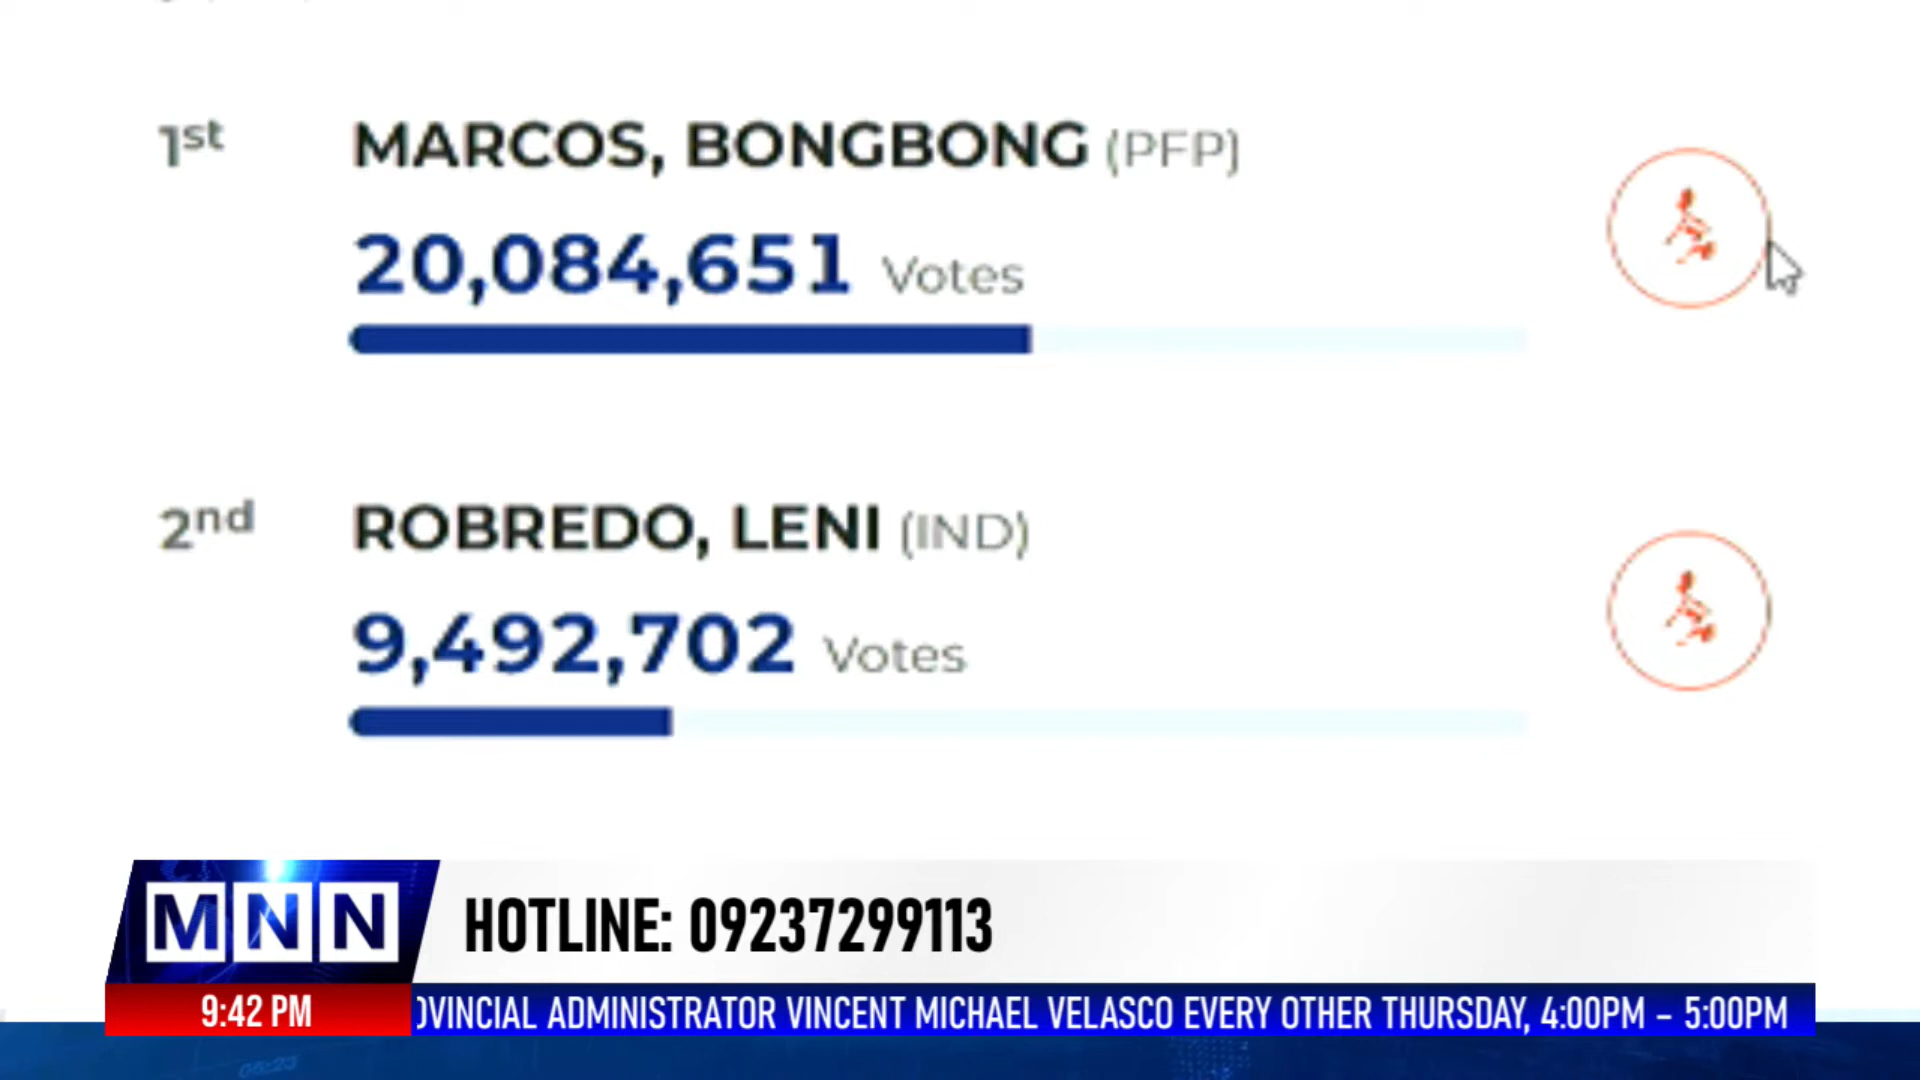 1st
MARCOS, BONGBONG (PFP)
20,084,651 Votes
2nd
ROBREDO, LENI (IND)
9,492,702 Votes
MNN
HOTLINE: 09237299113
9:42 PM
OVINCIAL ADMINISTRATOR VINCENT MICHAEL VELASCO EVERY OTHER THURSDAY, 4:00PM – 5:00PM